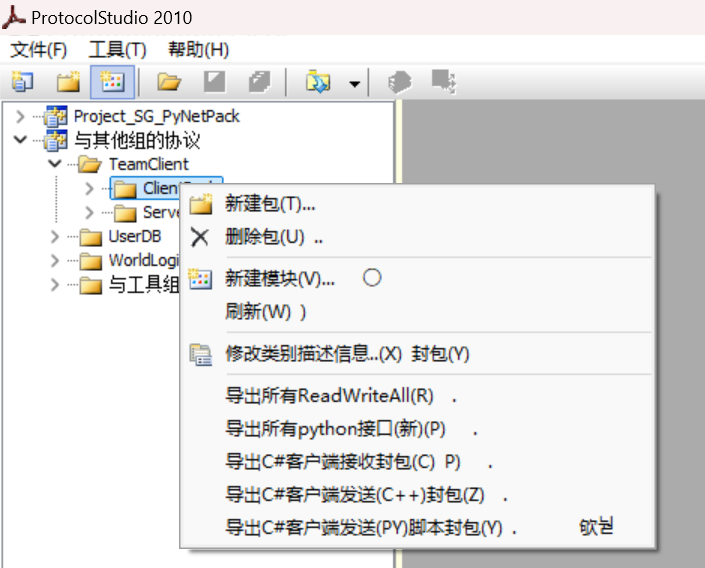 ProtocolStudio 2010
文件(F) 工具(T) 帮助(H)
Project_SG_PyNetPack
与其他组的协议
TeamClient
Client
Serve
UserDB
WorldLogi
与工具组
新建包(T)...
删除包(U) ..
新建模块(V)... ○
刷新(W) )
修改类别描述信息..(X) 封包(Y)
导出所有ReadWriteAll(R) .
导出所有python接口(新)(P) .
导出C#客户端接收封包(C) P) .
导出C#客户端发送(C++)封包(Z) .
导出C#客户端发送(PY)脚本封包(Y) .